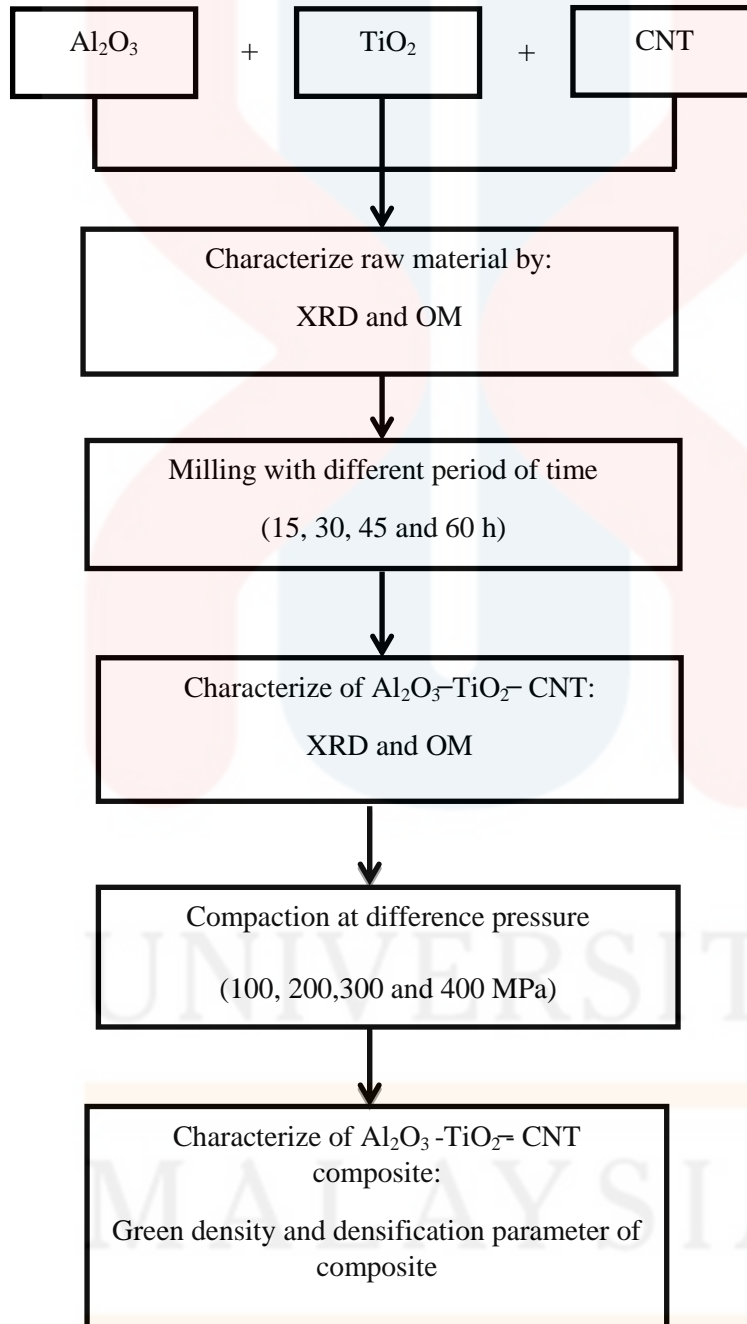 Al₂O₃ + TiO₂ + CNT
Characterize raw material by:
XRD and OM
Milling with different period of time
(15, 30, 45 and 60 h)
Characterize of Al₂O₃–TiO₂– CNT:
XRD and OM
Compaction at difference pressure
(100, 200,300 and 400 MPa)
UNIVERSIT
Characterize of Al₂O₃ -TiO₂– CNT
composite:
MALAYSIA
Green density and densification parameter of
composite